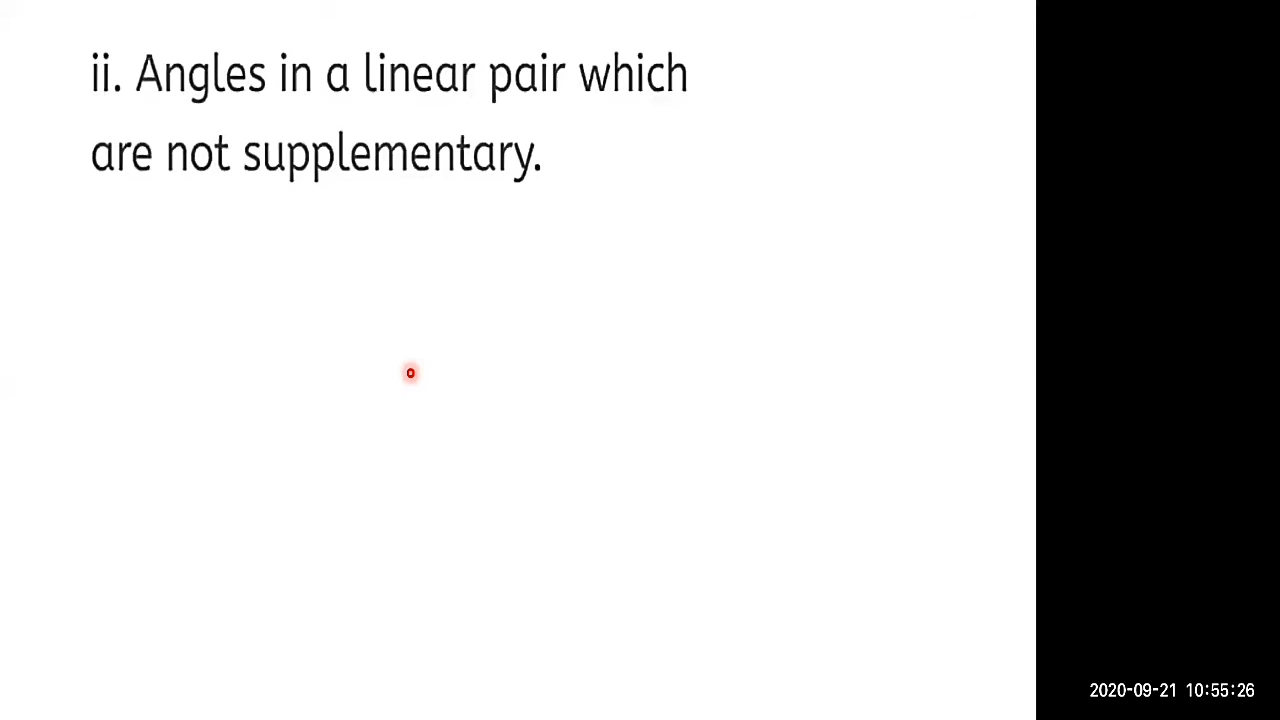 ii. Angles in a linear pair which
are not supplementary.
2020-09-21 10:55:26